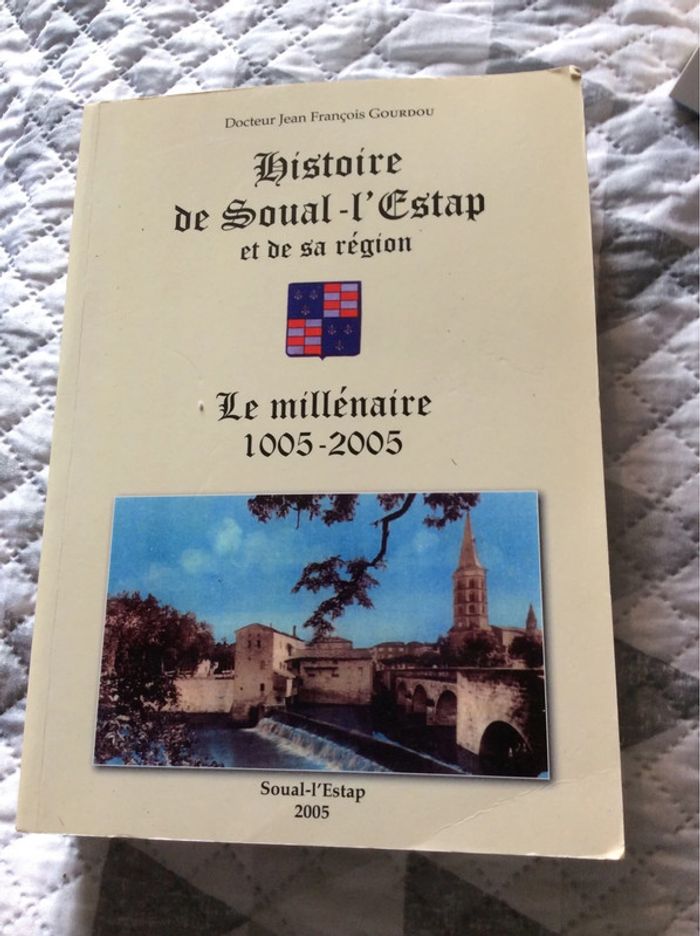 Docteur Jean François GOURDOU
Histoire
de Soual-l'Estap
et de sa région
Le millénaire
1005-2005
Soual-l'Estap
2005